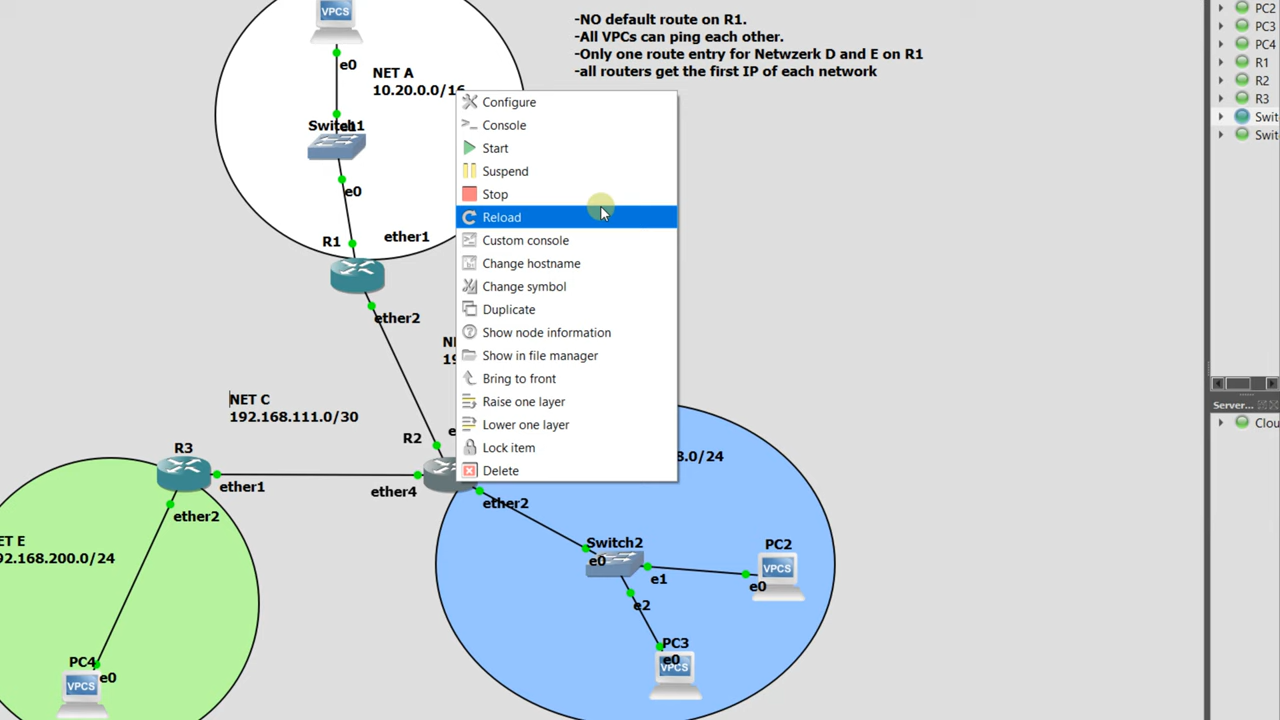 VPCS
e0
NET A
10.20.0.0/16
Switch1
e0
R1
ether1
ether2
-NO default route on R1.
-All VPCs can ping each other.
-Only one route entry for Netwzerk D and E on R1
-all routers get the first IP of each network
Configure
Console
Start
Suspend
Stop
Reload
Custom console
Change hostname
Change symbol
Duplicate
Show node information
Show in file manager
Bring to front
Raise one layer
Lower one layer
Lock item
Delete
NET C
192.168.111.0/30
R2
R3
ether1
ether4
ether2
ether2
8.0/24
ET E
92.168.200.0/24
PC4
e0
VPCS
Switch2
e0
e1
e2
PC2
VPCS
e0
PC3
e0
VPCS
PC2
PC3
PC4
R1
R2
R3
Swit
Swit
Server...
Clou